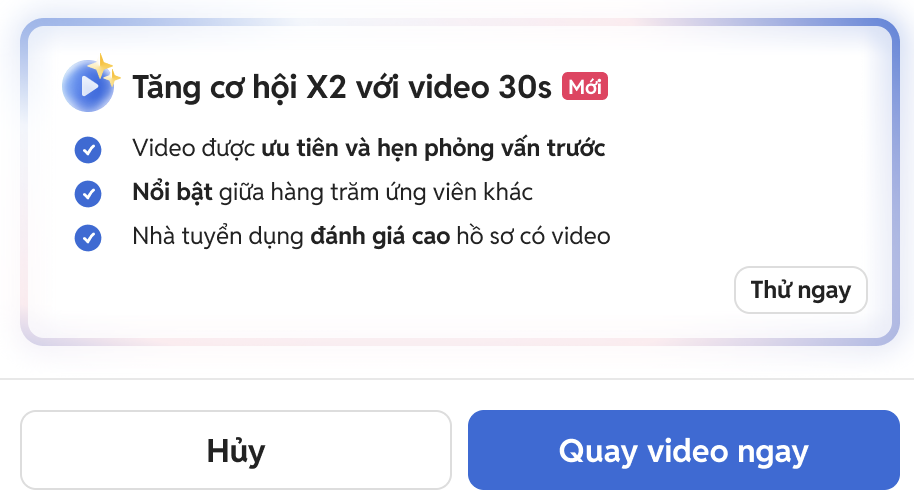 Tăng cơ hội X2 với video 30s Mới
Video được ưu tiên và hẹn phỏng vấn trước
Nổi bật giữa hàng trăm ứng viên khác
Nhà tuyển dụng đánh giá cao hồ sơ có video
Thử ngay
Hủy Quay video ngay